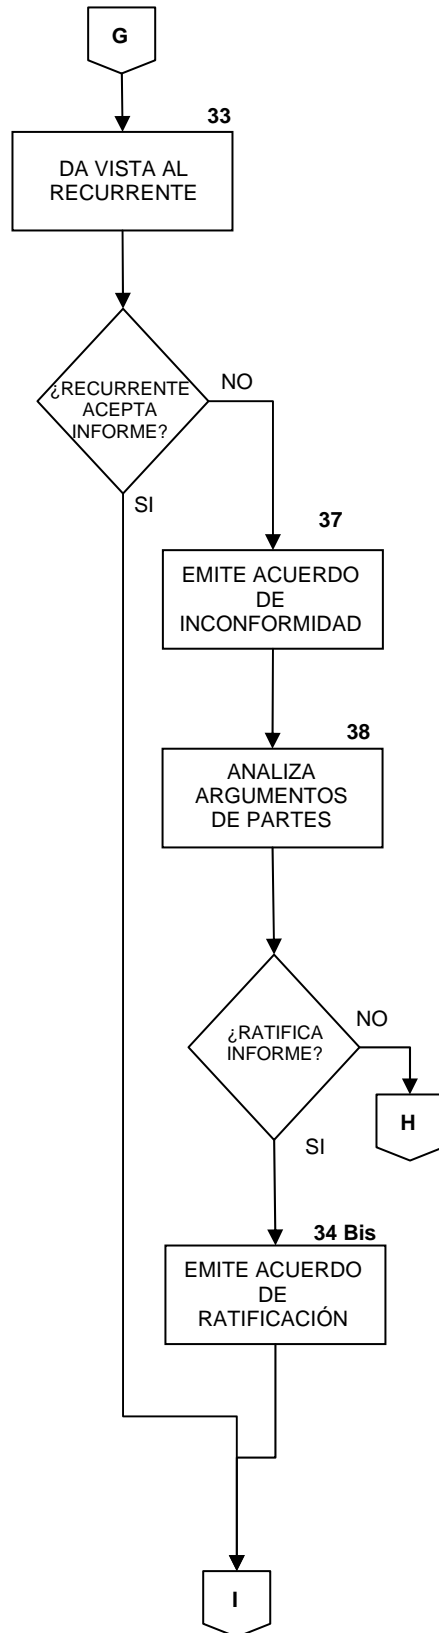 G
33
DA VISTA AL
RECURRENTE
¿RECURRENTE
ACEPTA
INFORME?
NO
SI
37
EMITE ACUERDO
DE
INCONFORMIDAD
38
ANALIZA
ARGUMENTOS
DE PARTES
¿RATIFICA
INFORME?
NO
H
SI
34 Bis
EMITE ACUERDO
DE
RATIFICACIÓN
I